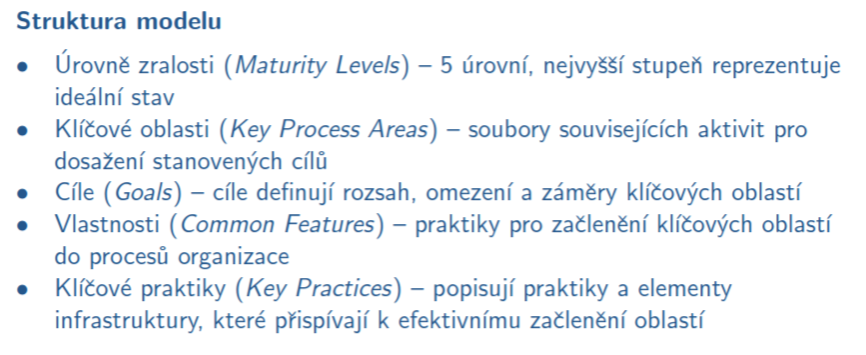 Struktura modelu
• Úrovně zralosti (Maturity Levels) – 5 úrovní, nejvyšší stupeň reprezentuje
ideální stav
• Klíčové oblasti (Key Process Areas) – soubory souvisejících aktivit pro
dosažení stanovených cílů
• Cíle (Goals) – cíle definují rozsah, omezení a záměry klíčových oblastí
• Vlastnosti (Common Features) – praktiky pro začlenění klíčových oblastí
do procesů organizace
• Klíčové praktiky (Key Practices) – popisují praktiky a elementy
infrastruktury, které přispívají k efektivnímu začlenění oblastí